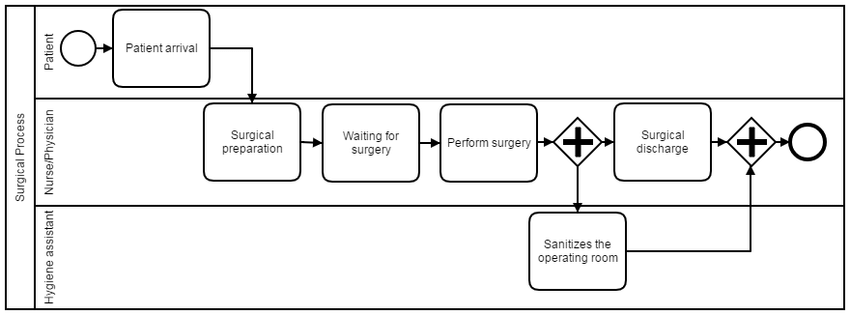 Surgical Process
Patient
Patient arrival
Nurse/Physician
Surgical
preparation
Waiting for
surgery
Perform surgery
Surgical
discharge
Hygiene assistant
Sanitizes the
operating room